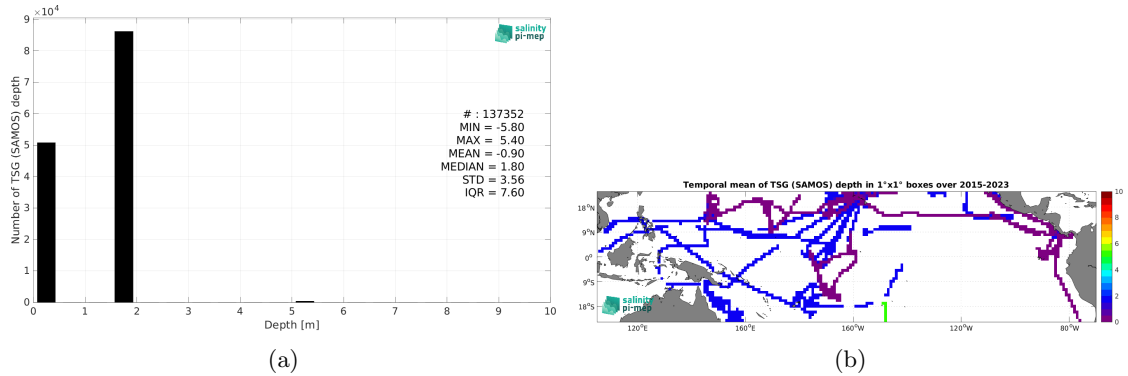 ×10⁴
9
8
7
6
5
4
3
2
1
0
Number of TSG (SAMOS) depth
salinity
pi-mep
# : 137352
MIN = -5.80
MAX = 5.40
MEAN = -0.90
MEDIAN = 1.80
STD = 3.56
IQR = 7.60
0 1 2 3 4 5 6 7 8 9 10
Depth [m]
(a)
Temporal mean of TSG (SAMOS) depth in 1°x1° boxes over 2015-2023
18°N
9°N
0°
9°S
18°S
salinity
pi-mep
120°E 160°E 160°W 120°W 80°W
10
8
6
4
2
0
(b)